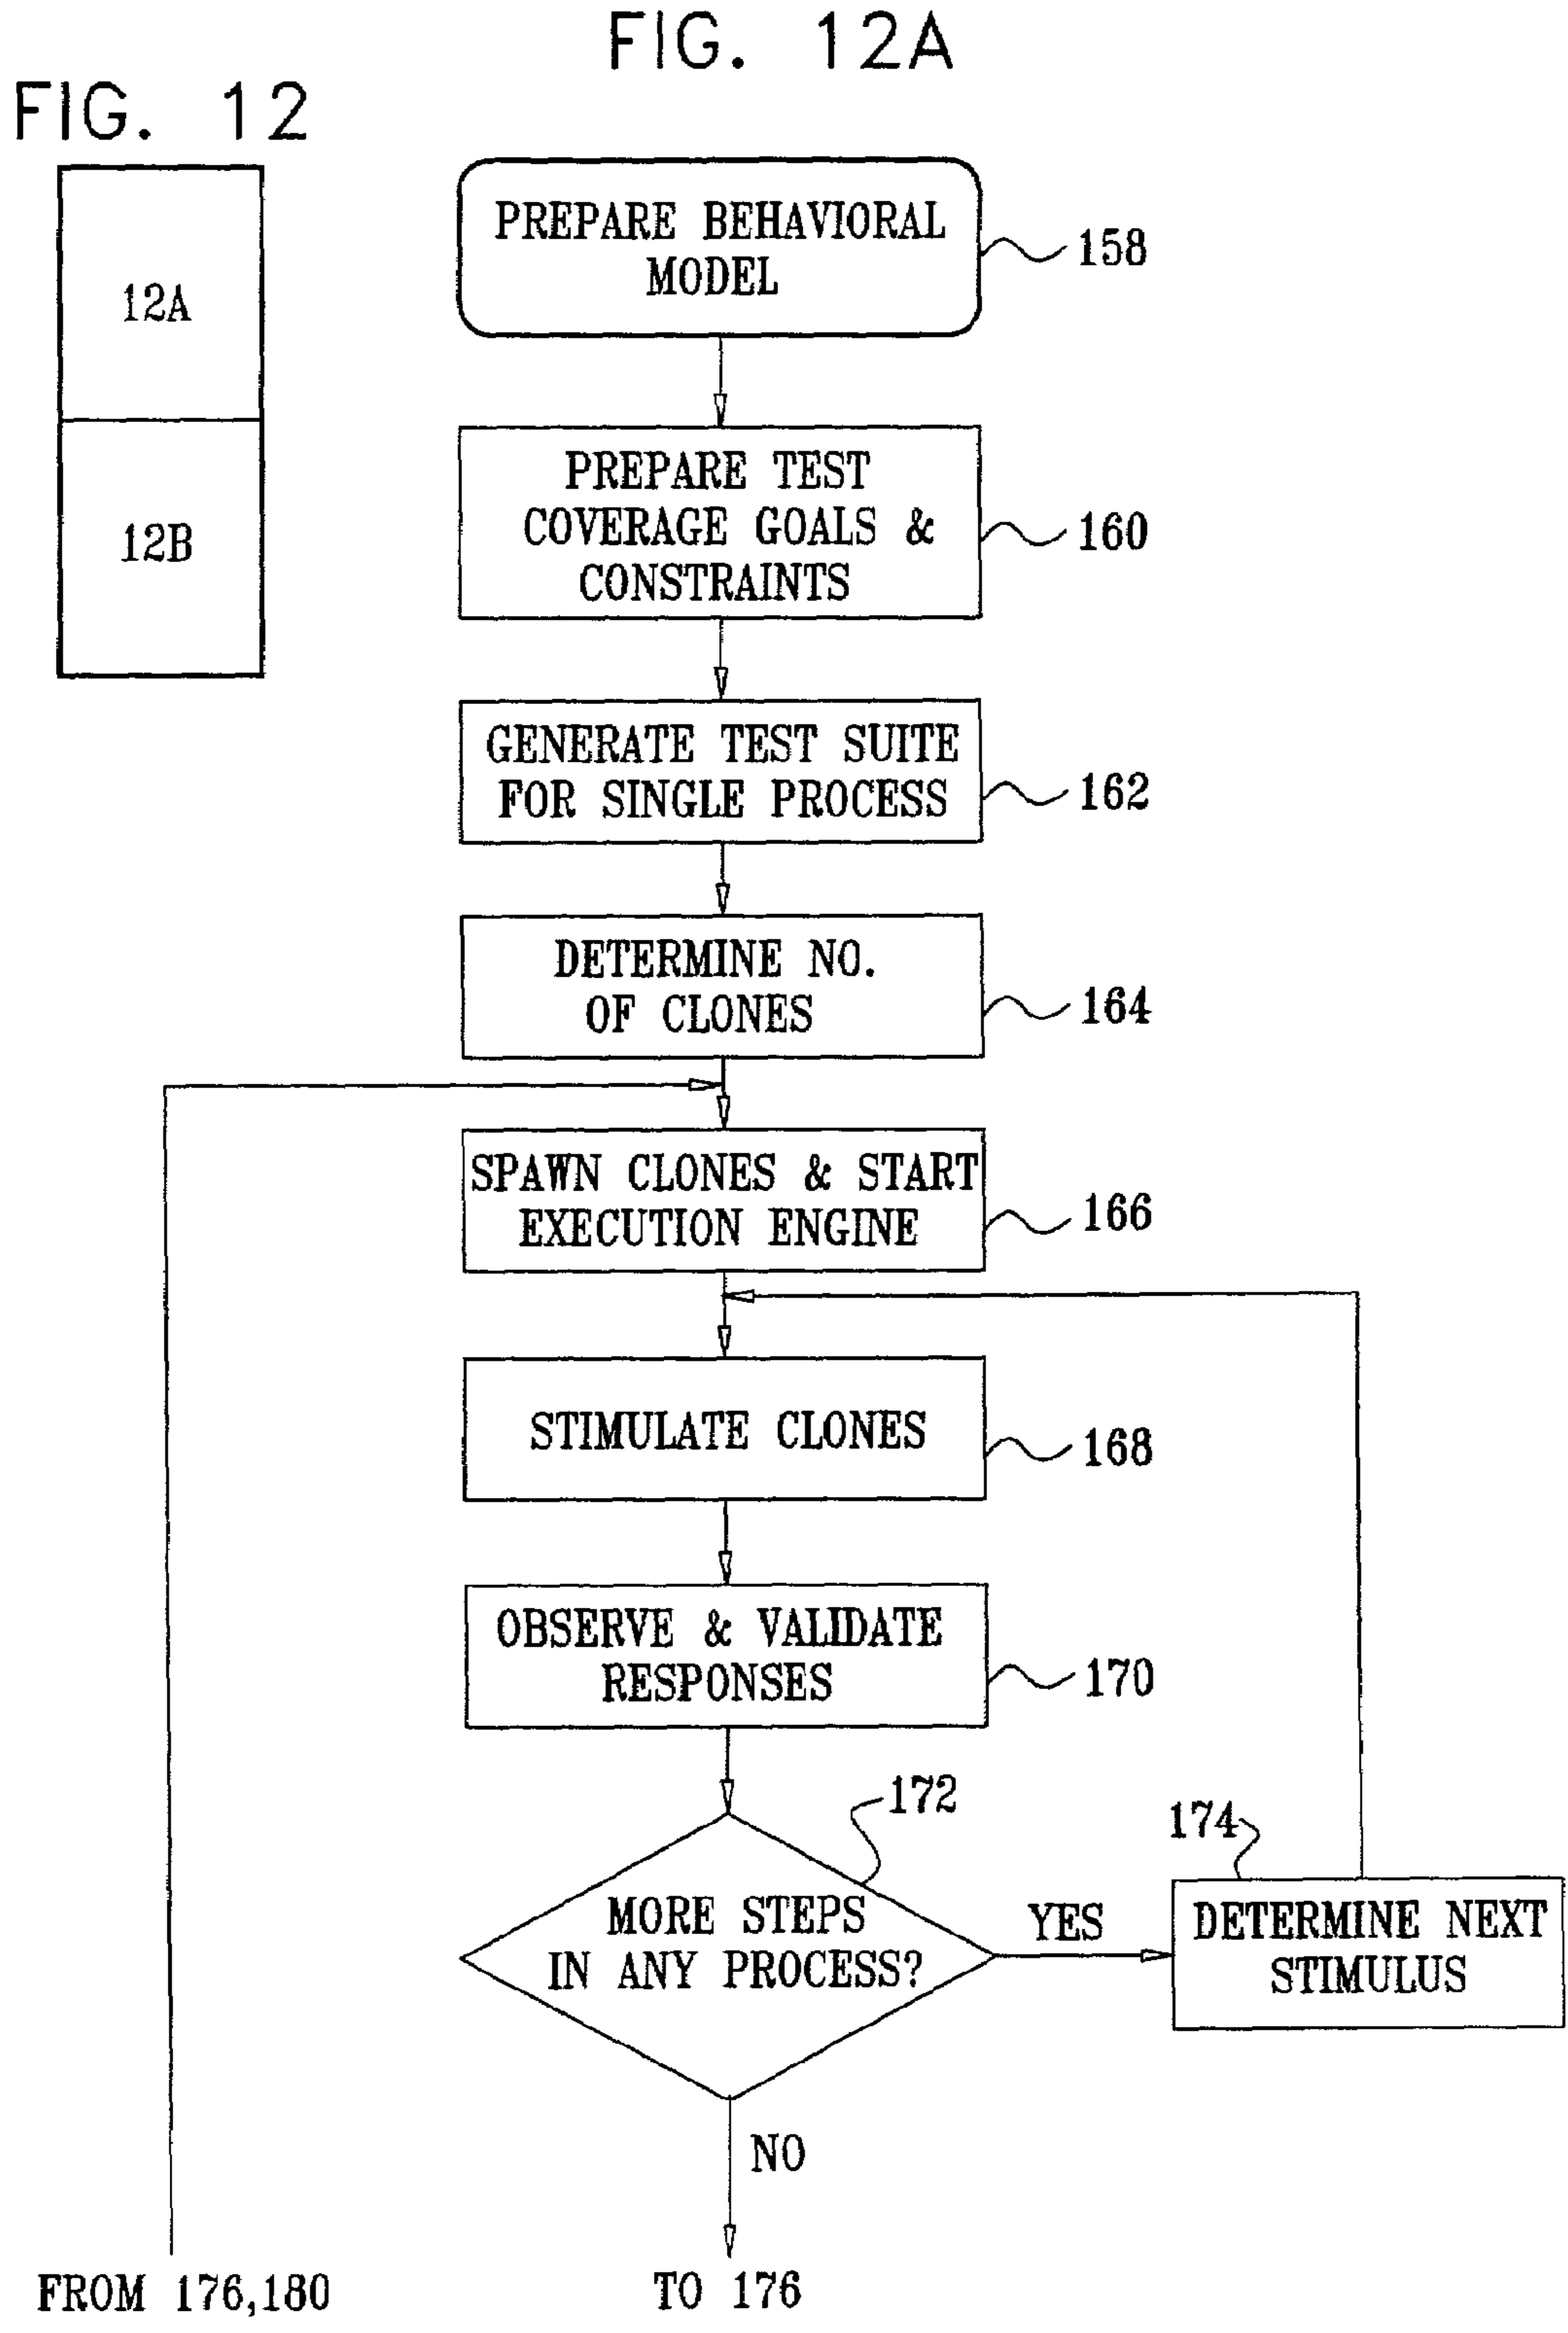 FIG. 12A
FIG. 12
12A
12B
PREPARE BEHAVIORAL
MODEL
158
PREPARE TEST
COVERAGE GOALS &
CONSTRAINTS
160
GENERATE TEST SUITE
FOR SINGLE PROCESS
162
DETERMINE NO.
OF CLONES
164
SPAWN CLONES & START
EXECUTION ENGINE
166
STIMULATE CLONES
168
OBSERVE & VALIDATE
RESPONSES
170
172
MORE STEPS
IN ANY PROCESS?
YES
174
DETERMINE NEXT
STIMULUS
NO
FROM 176,180
TO 176